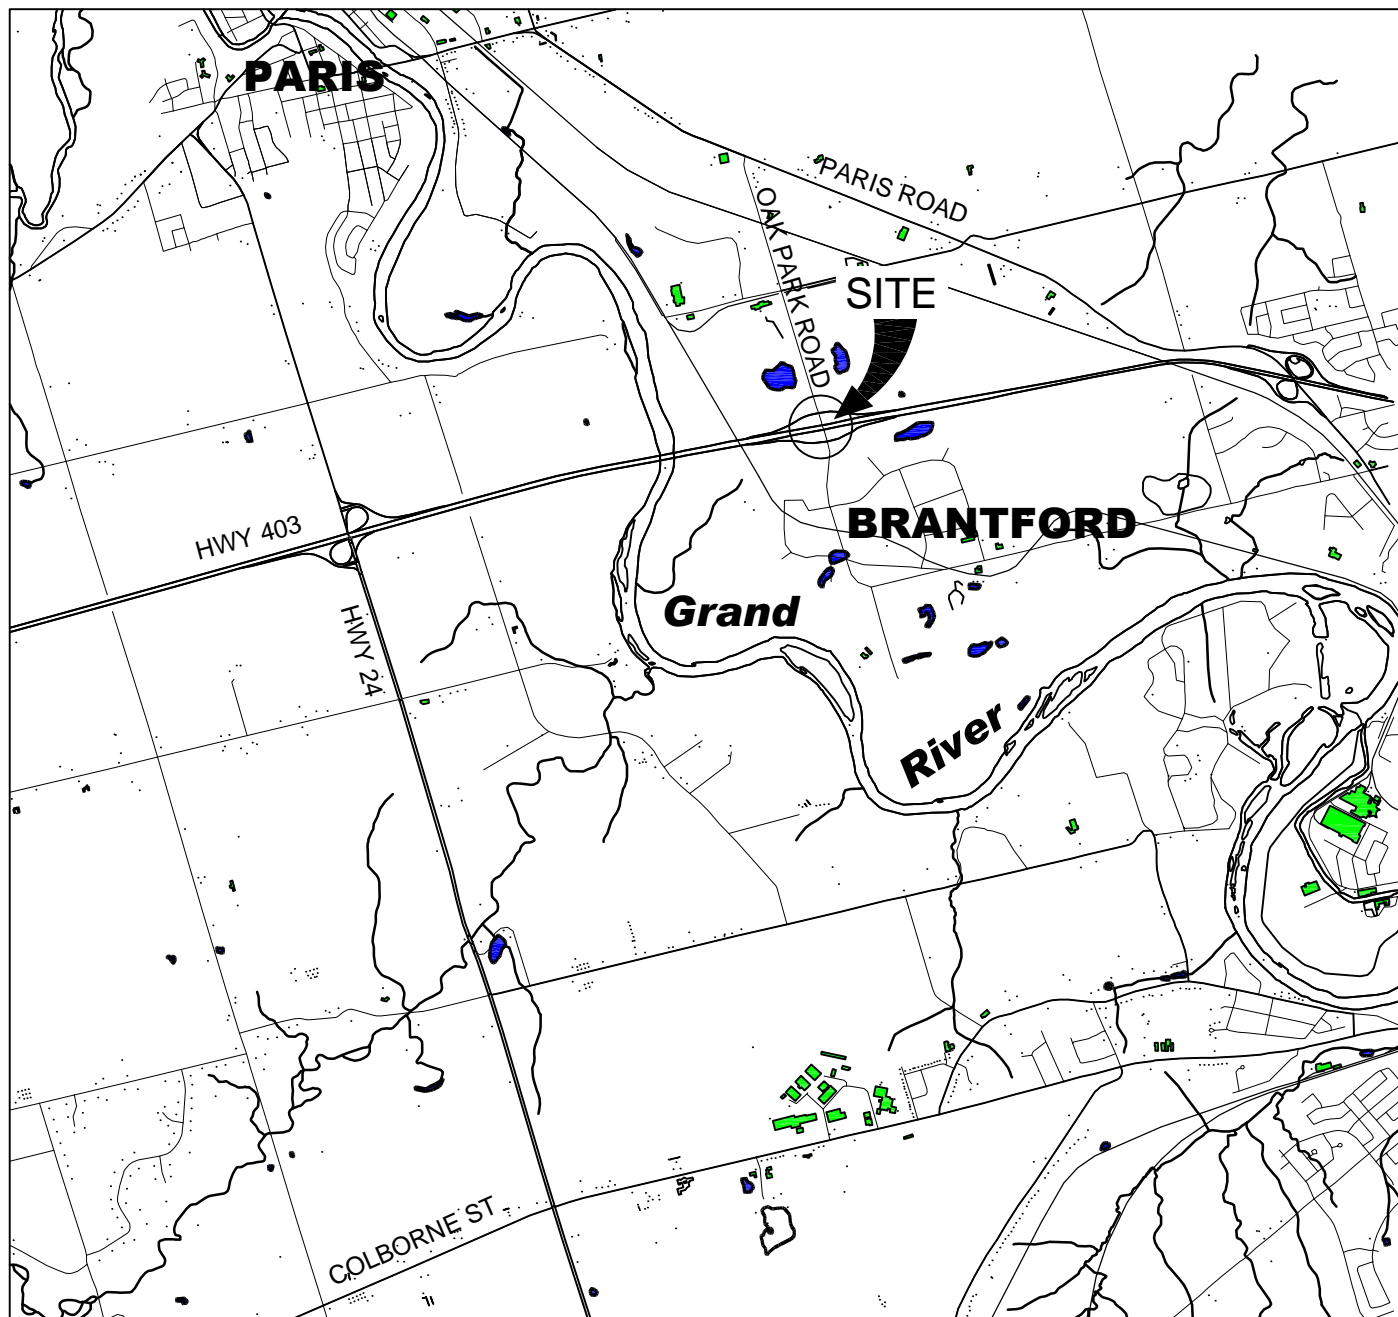 PARIS
PARIS ROAD
OAK PARK ROAD
SITE
HWY 403
BRANTFORD
Grand
HWY 24
River
COLBORNE ST.